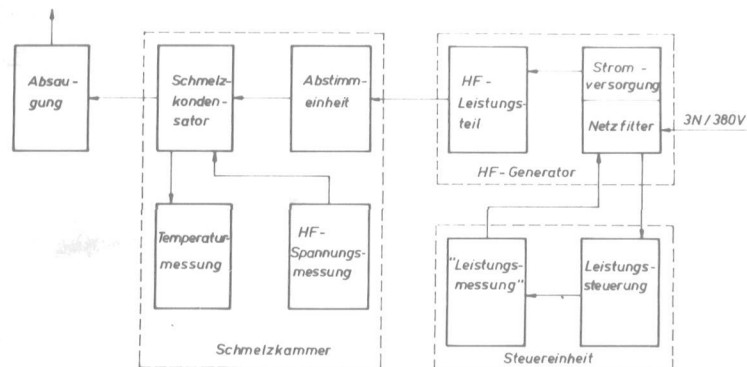 Absau-
gung
Schmelz-
konden-
sator
Abstimm-
einheit
HF-
Leistungs-
teil
Strom-
versorgung
Netzfilter
3N / 380V
HF - Generator
Temperatur-
messung
HF-
Spannungs-
messung
"Leistungs-
messung"
Leistungs-
steuerung
Schmelzkammer
Steuereinheit